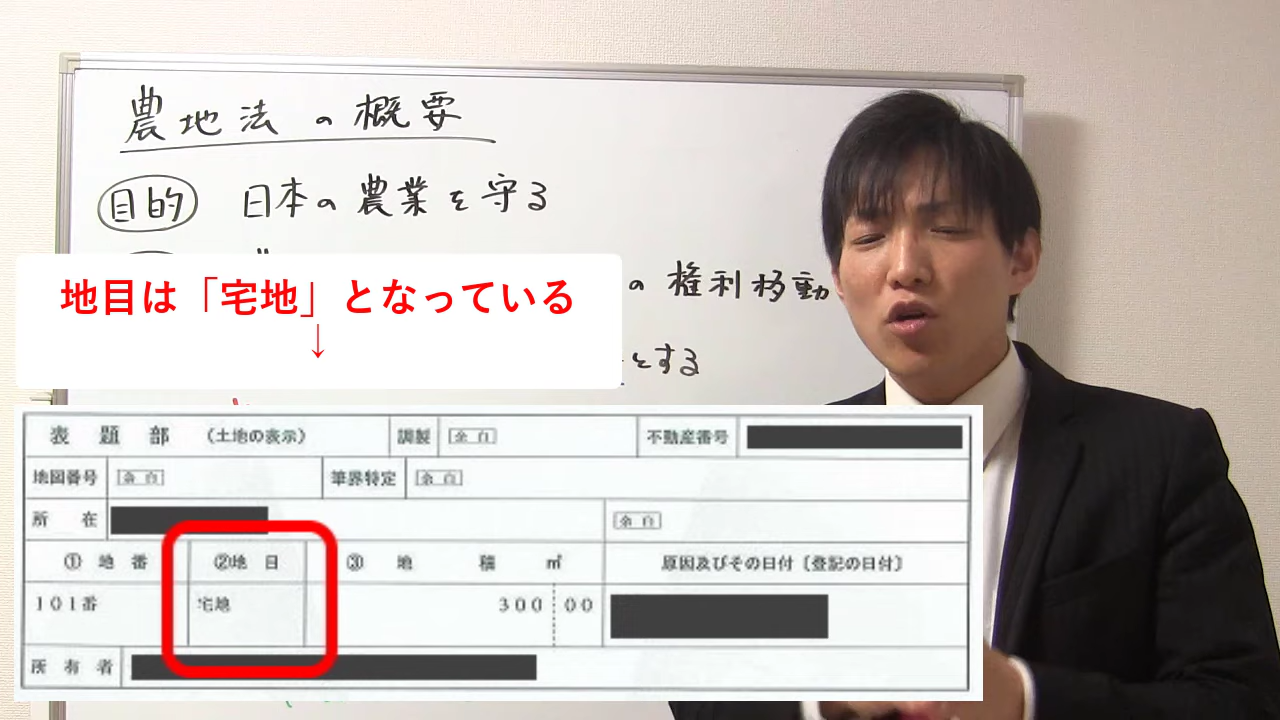 農地法の概要
目的 日本の農業を守る
の権利移動
とする
地目は「宅地」となっている
↓
表題部 (土地の表示) 調製 余白 不動産番号
地図番号 余白 筆界特定 余白
所在 余白
①地番 ②地目 ③地積㎡ 原因及びその日付〔登記の日付〕
101番 宅地 300 00
所有者